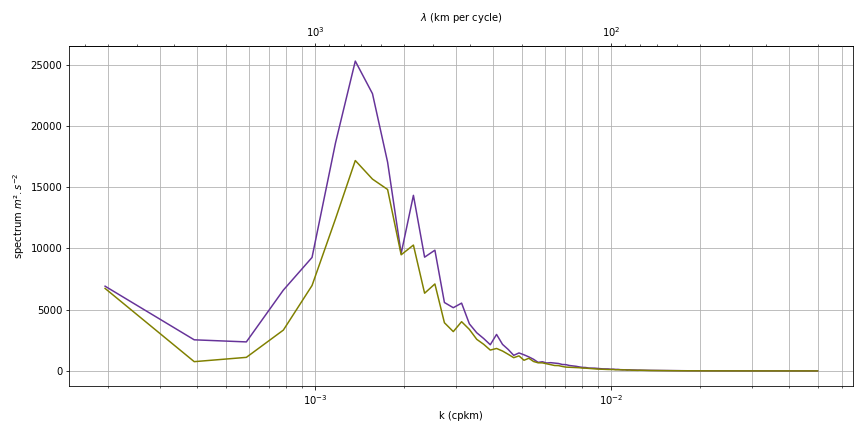 λ (km per cycle)
10³ 10²
25000
20000
15000
10000
5000
0
spectrum m². s⁻²
10⁻³ 10⁻²
k (cpkm)